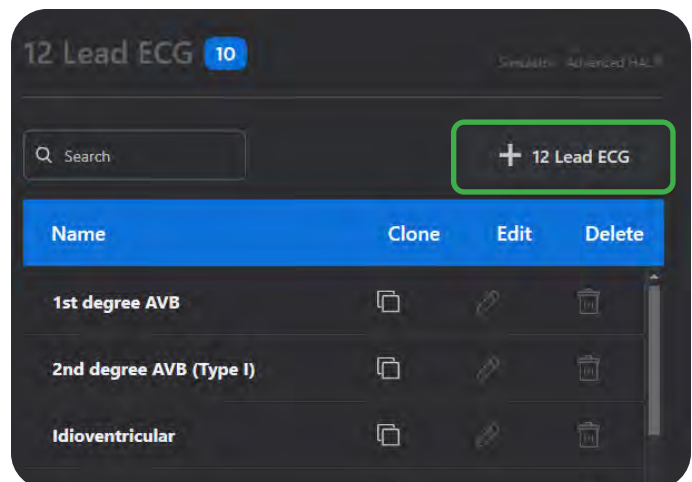 12 Lead ECG 10
Simulator: Advanced HAL®
Search
12 Lead ECG
Name Clone Edit Delete
1st degree AVB
2nd degree AVB (Type I)
Idioventricular